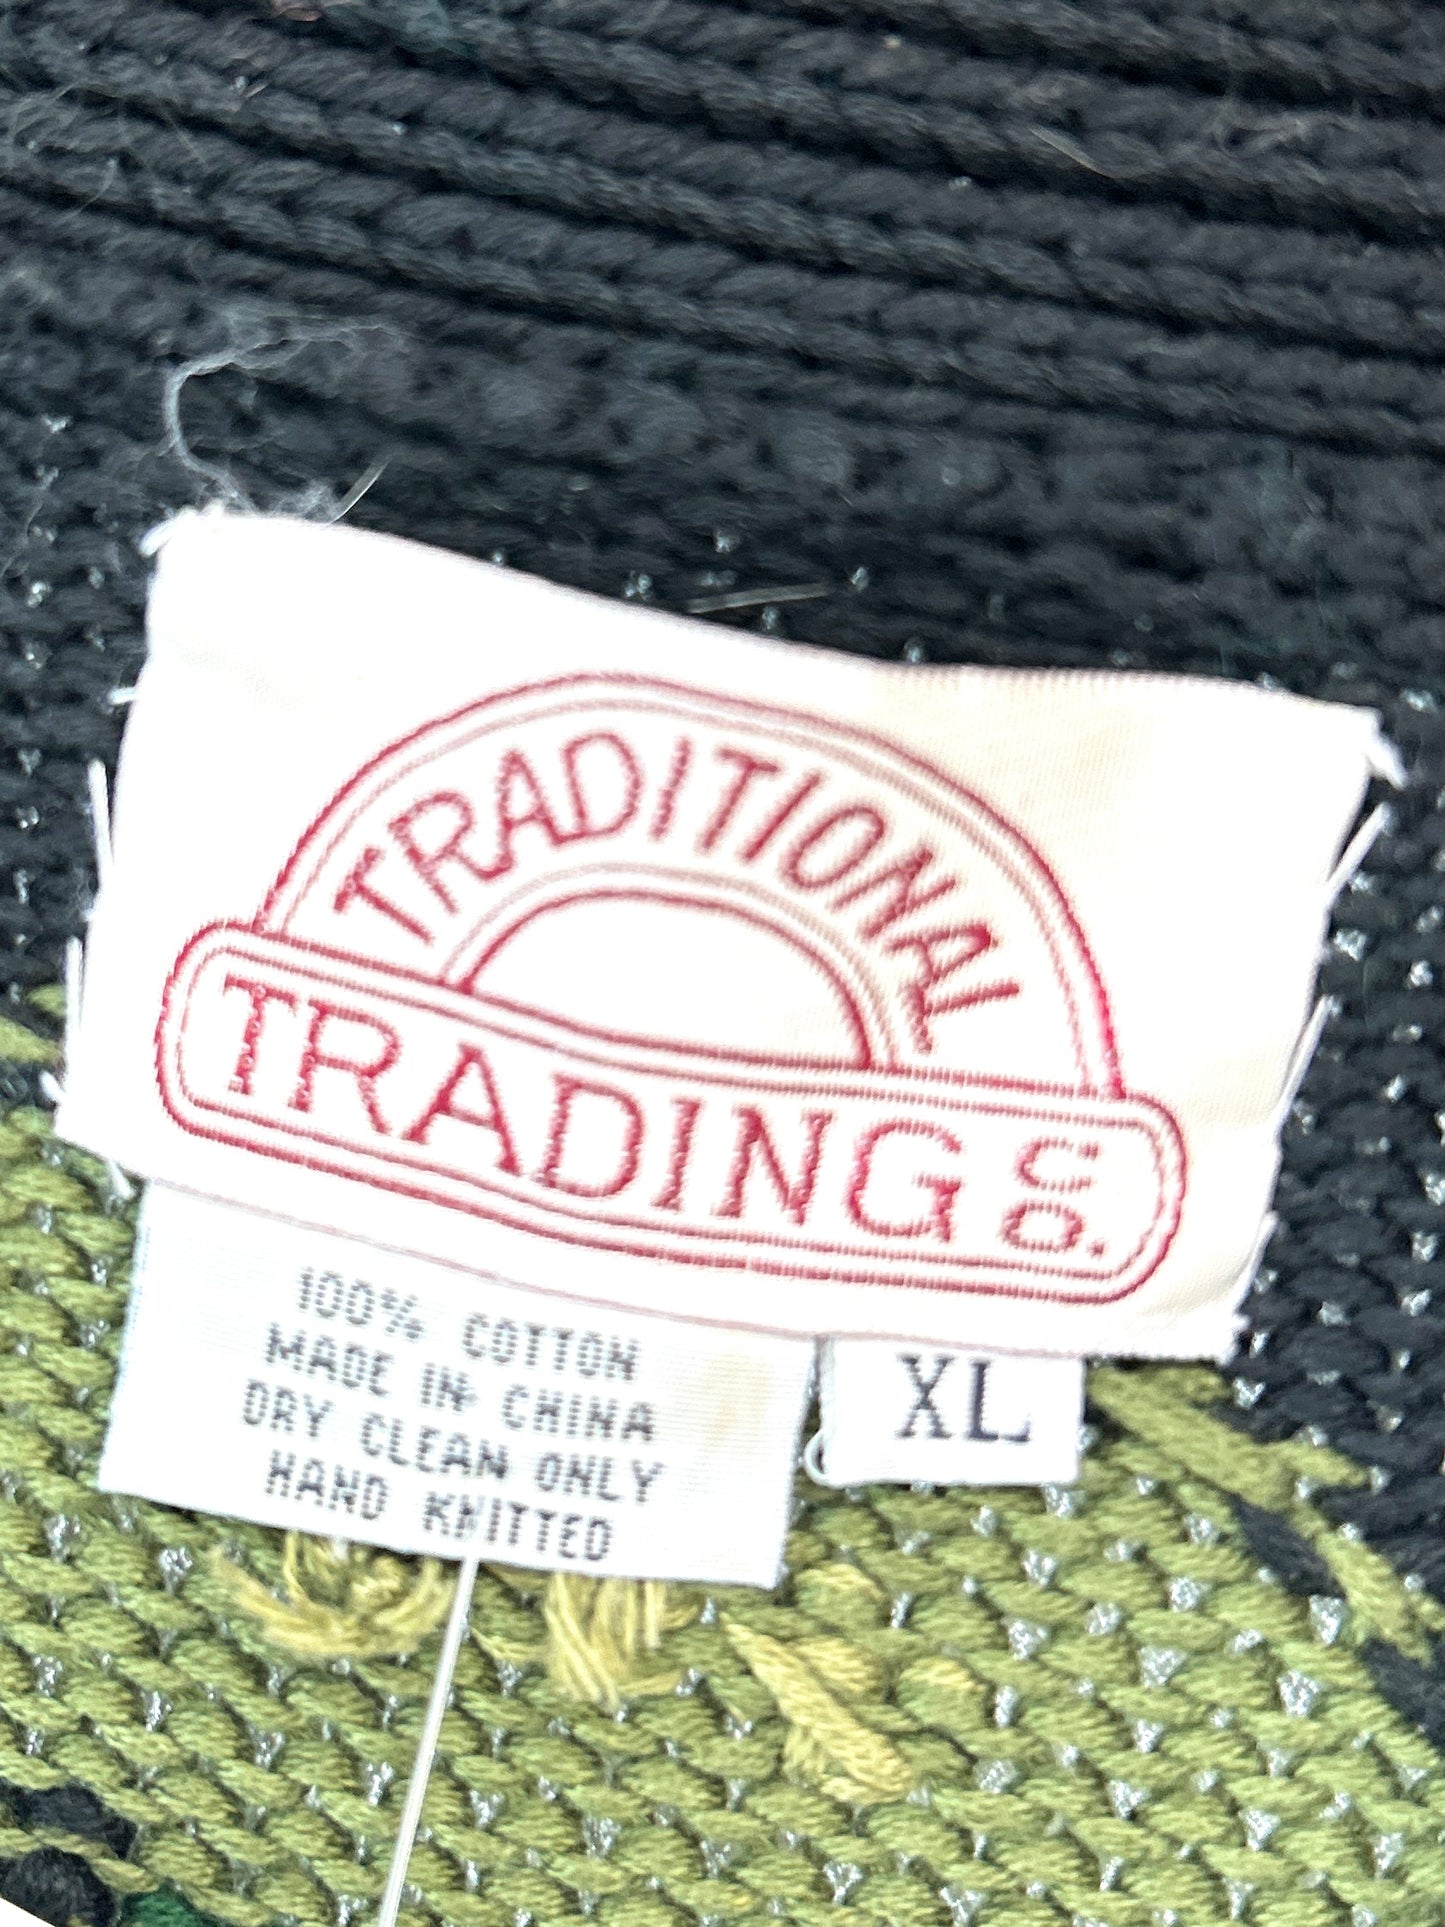 TRADITIONAL
TRADING CO.
100% COTTON
MADE IN CHINA
DRY CLEAN ONLY
HAND KNITTED
XL